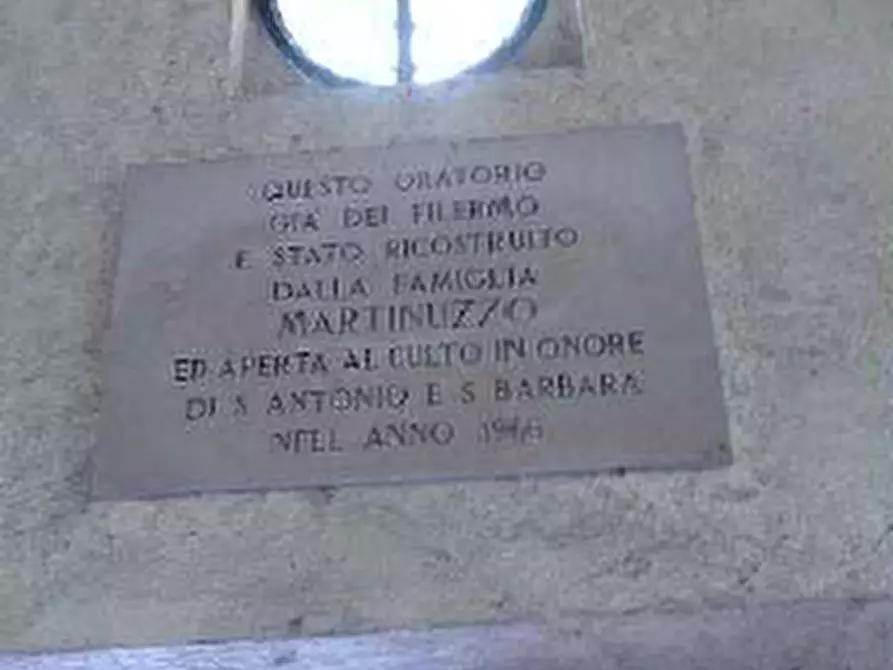 QUESTO ORATORIO
GIA DEI FILERMO
E STATO RICOSTRUITO
DALLA FAMIGLIA
MARTINUZZO
ED APERTA AL CULTO IN ONORE
DI S ANTONIO E S BARBARA
NELL ANNO